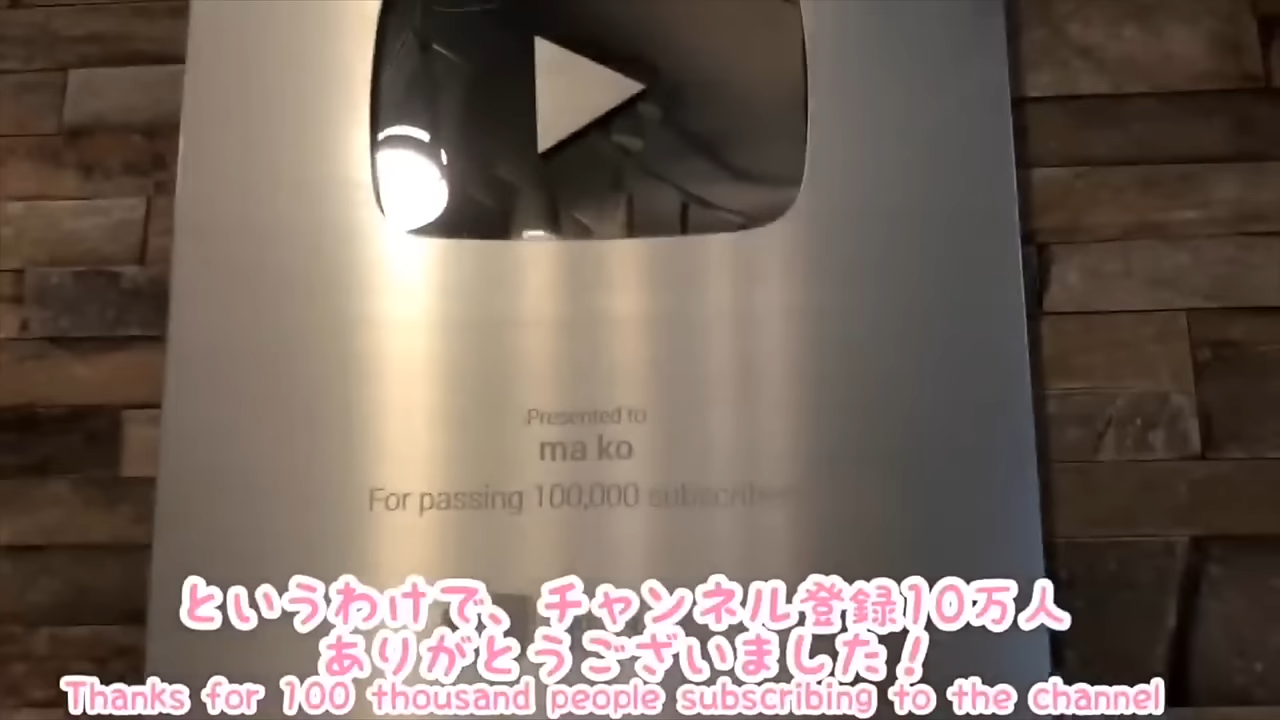 Presented to
ma ko
For passing 100,000 subscribers
というわけで、チャンネル登録10万人
ありがとうございました！
Thanks for 100 thousand people subscribing to the channel